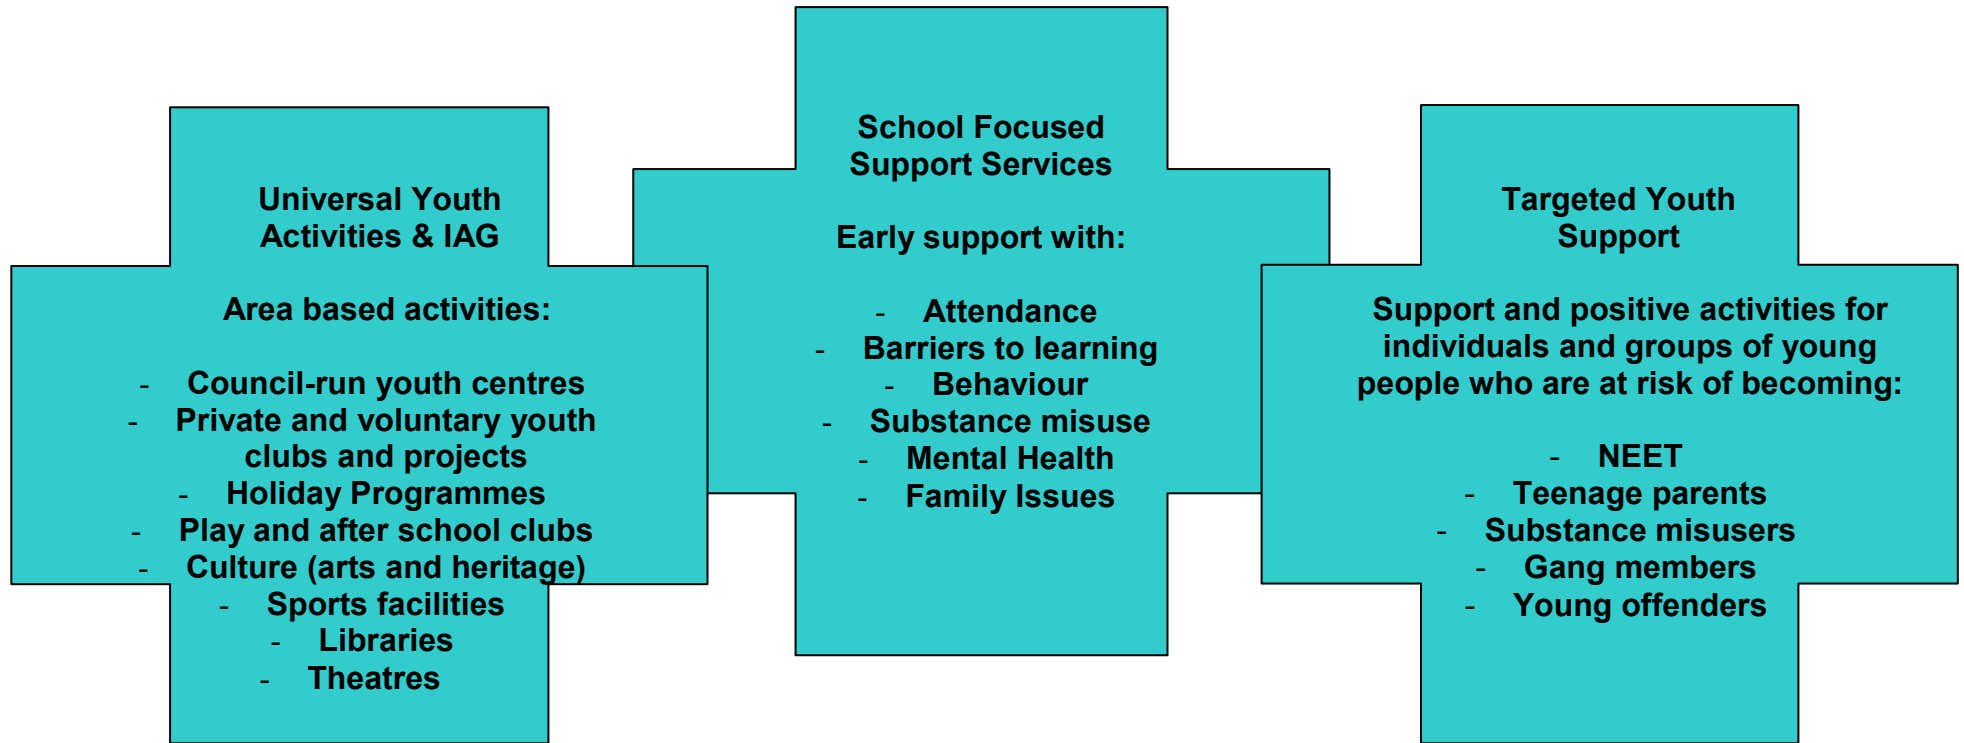 Universal Youth
Activities & IAG
Area based activities:
- Council-run youth centres
- Private and voluntary youth
clubs and projects
- Holiday Programmes
- Play and after school clubs
- Culture (arts and heritage)
- Sports facilities
- Libraries
- Theatres
School Focused
Support Services
Early support with:
- Attendance
- Barriers to learning
- Behaviour
- Substance misuse
- Mental Health
- Family Issues
Targeted Youth
Support
Support and positive activities for
individuals and groups of young
people who are at risk of becoming:
- NEET
- Teenage parents
- Substance misusers
- Gang members
- Young offenders